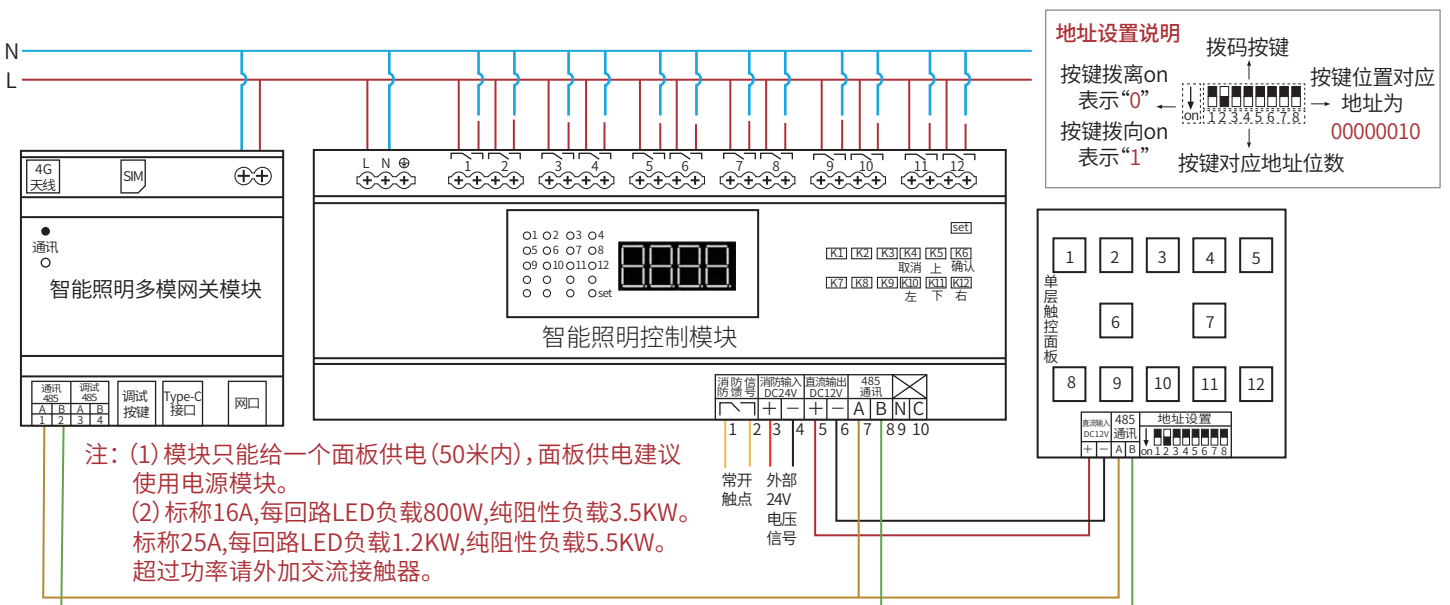 N
L
地址设置说明
拨码按键
按键拨离on
表示“0”
按键拨向on
表示“1”
on
1 2 3 4 5 6 7 8
按键位置对应
地址为
00000010
按键对应地址位数
4G
天线
SIM
通讯
智能照明多模网关模块
通讯 调试
485 485
A B A B
1 2 3 4
调试
按键
Type-C
接口
网口
L N
1 2 3 4 5 6 7 8 9 10 11 12
1 2 3 4
5 6 7 8
9 10 11 12
set
set
K1 K2 K3 K4 K5 K6
取消 上 确认
K7 K8 K9 K10 K11 K12
左 下 右
智能照明控制模块
消防信 消防输入 直流输出 485
防馈号 DC24V DC12V 通讯
+ − + − A B N C
1 2 3 4 5 6 7 8 9 10
常开
触点
外部
24V
电压
信号
单层触控面板
1 2 3 4 5
6 7
8 9 10 11 12
直流输入 485 地址设置
DC12V 通讯
+ − A B on 1 2 3 4 5 6 7 8
注：（1）模块只能给一个面板供电（50米内），面板供电建议
使用电源模块。
（2）标称16A,每回路LED负载800W,纯阻性负载3.5KW。
标称25A,每回路LED负载1.2KW,纯阻性负载5.5KW。
超过功率请外加交流接触器。